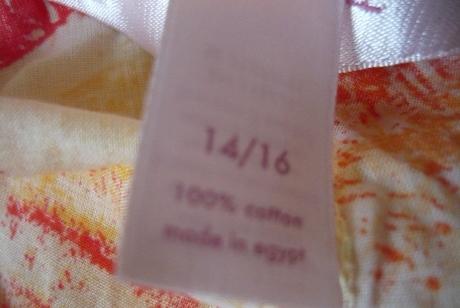 14/16
100% cotton
made in egypt